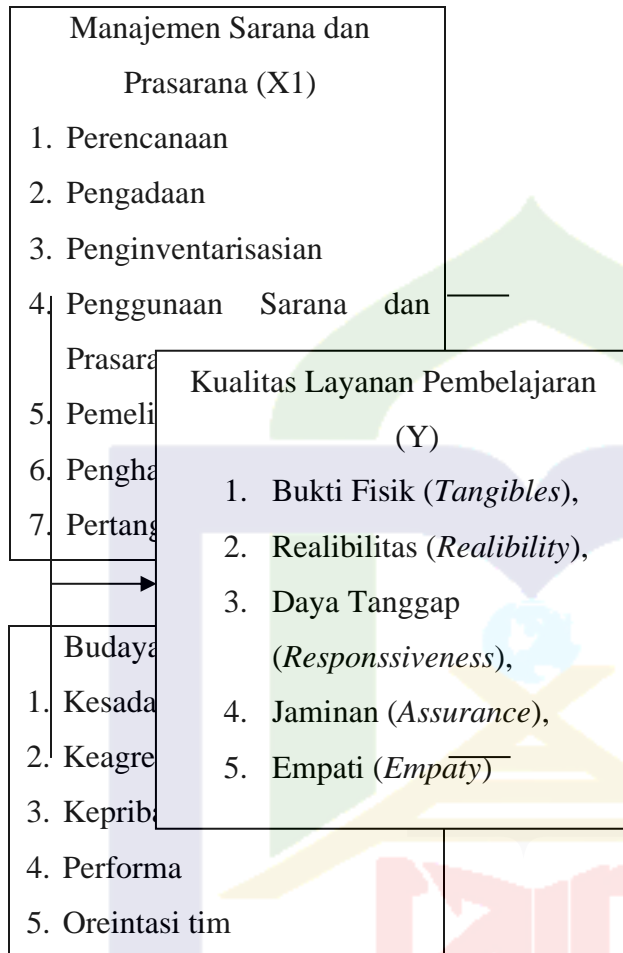 Manajemen Sarana dan
Prasarana (X1)
1. Perencanaan
2. Pengadaan
3. Penginventarisasian
4. Penggunaan Sarana dan
Prasara
5. Pemeli
6. Pengha
7. Pertang
Kualitas Layanan Pembelajaran
(Y)
1. Bukti Fisik (Tangibles),
2. Realibilitas (Realibility),
3. Daya Tanggap
(Responssiveness),
4. Jaminan (Assurance),
5. Empati (Empaty)
Budaya
1. Kesada
2. Keagre
3. Kepriba
4. Performa
5. Oreintasi tim